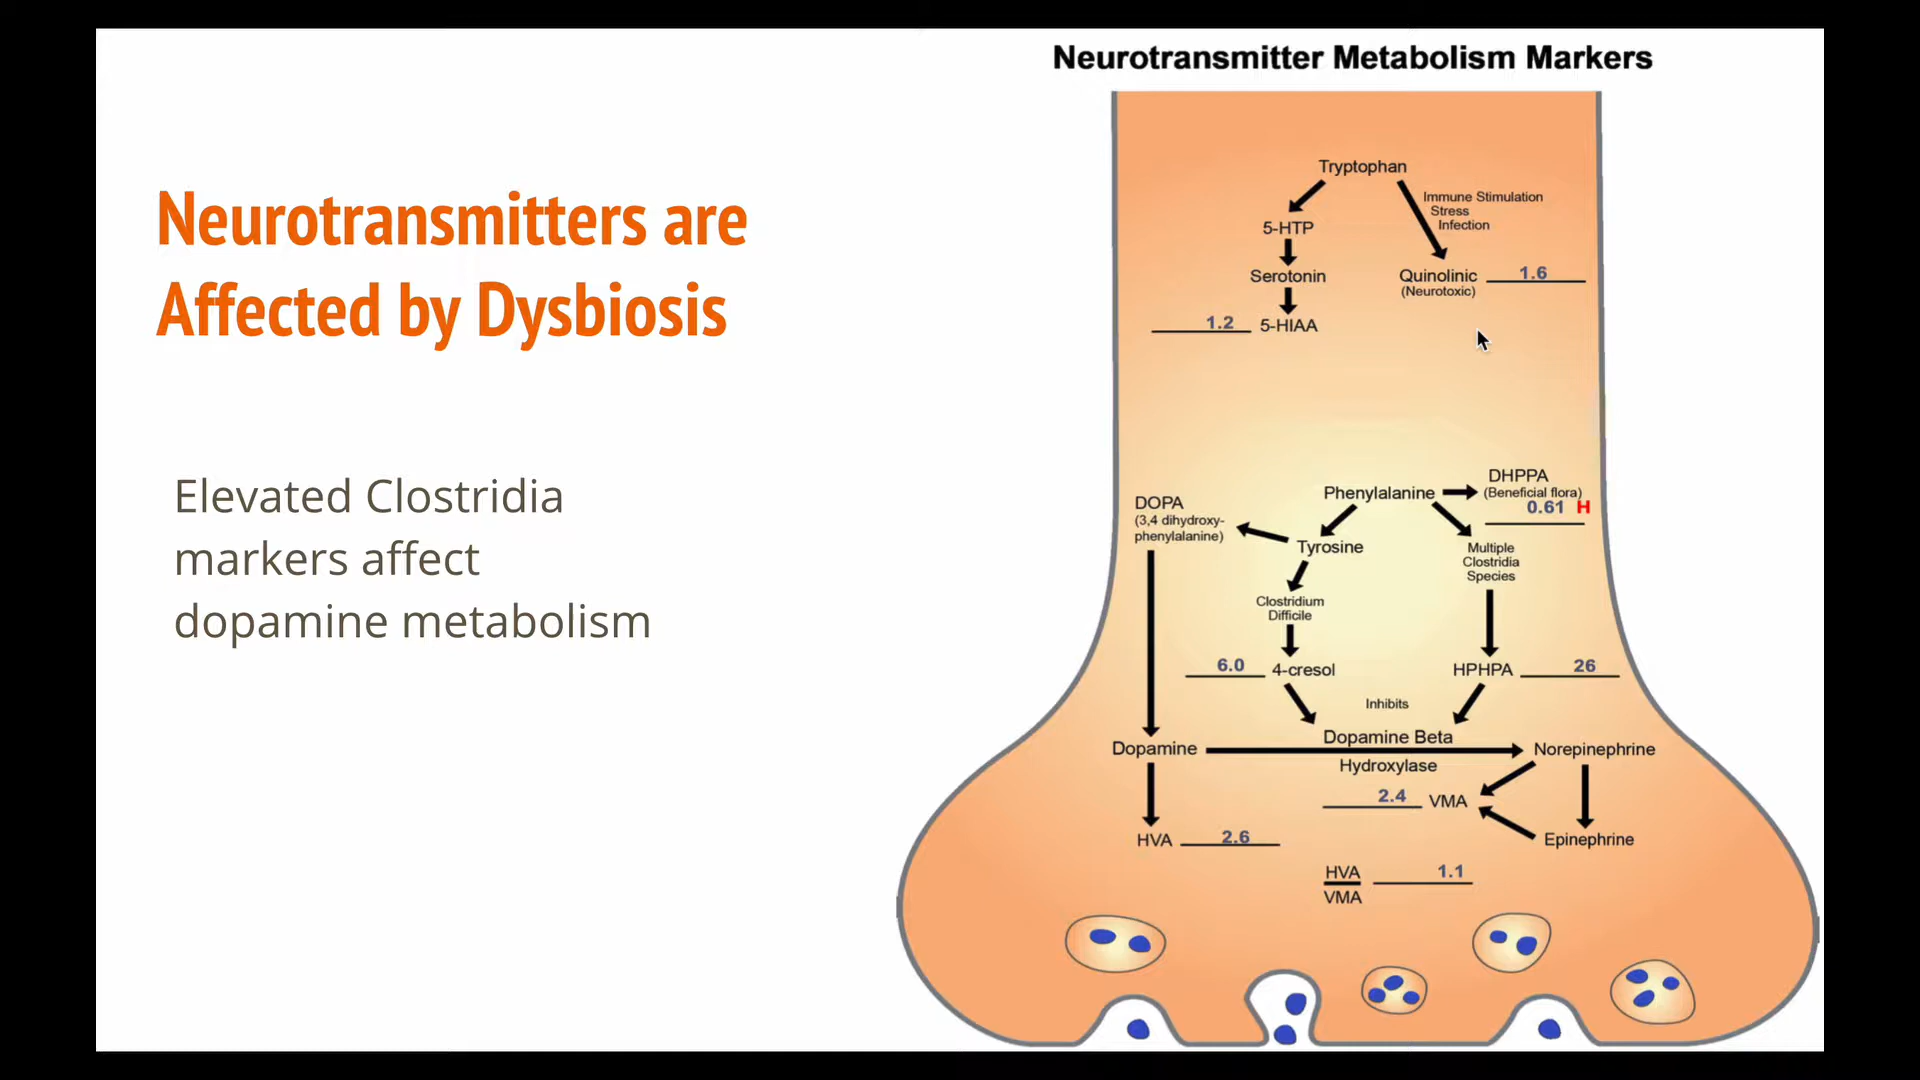 Neurotransmitter Metabolism Markers
Neurotransmitters are
Affected by Dysbiosis
Elevated Clostridia
markers affect
dopamine metabolism
Tryptophan
Immune Stimulation
Stress
Infection
5-HTP
Serotonin
Quinolinic 1.6
(Neurotoxic)
1.2 5-HIAA
DHPPA
(Beneficial flora)
0.61 H
Phenylalanine
DOPA
(3,4 dihydroxy-
phenylalanine)
Tyrosine
Multiple
Clostridia
Species
Clostridium
Difficile
6.0 4-cresol
HPHPA 26
Inhibits
Dopamine Beta
Hydroxylase
Dopamine
Norepinephrine
2.4 VMA
HVA 2.6
Epinephrine
HVA
VMA
1.1